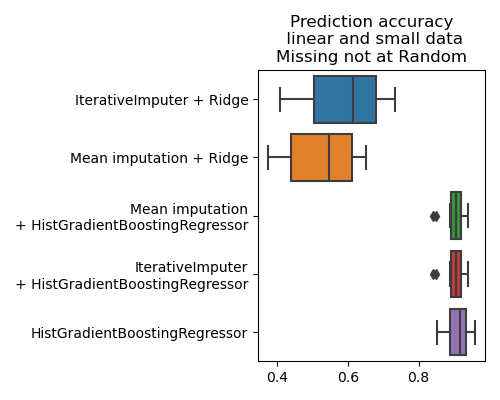 Prediction accuracy
linear and small data
Missing not at Random
IterativeImputer + Ridge
Mean imputation + Ridge
Mean imputation
+ HistGradientBoostingRegressor
IterativeImputer
+ HistGradientBoostingRegressor
HistGradientBoostingRegressor
0.4 0.6 0.8